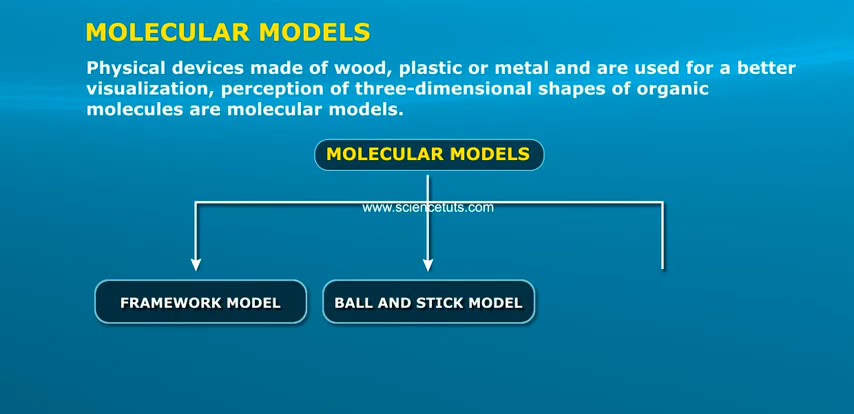 MOLECULAR MODELS
Physical devices made of wood, plastic or metal and are used for a better
visualization, perception of three-dimensional shapes of organic
molecules are molecular models.
MOLECULAR MODELS
www.sciencetuts.com
FRAMEWORK MODEL
BALL AND STICK MODEL